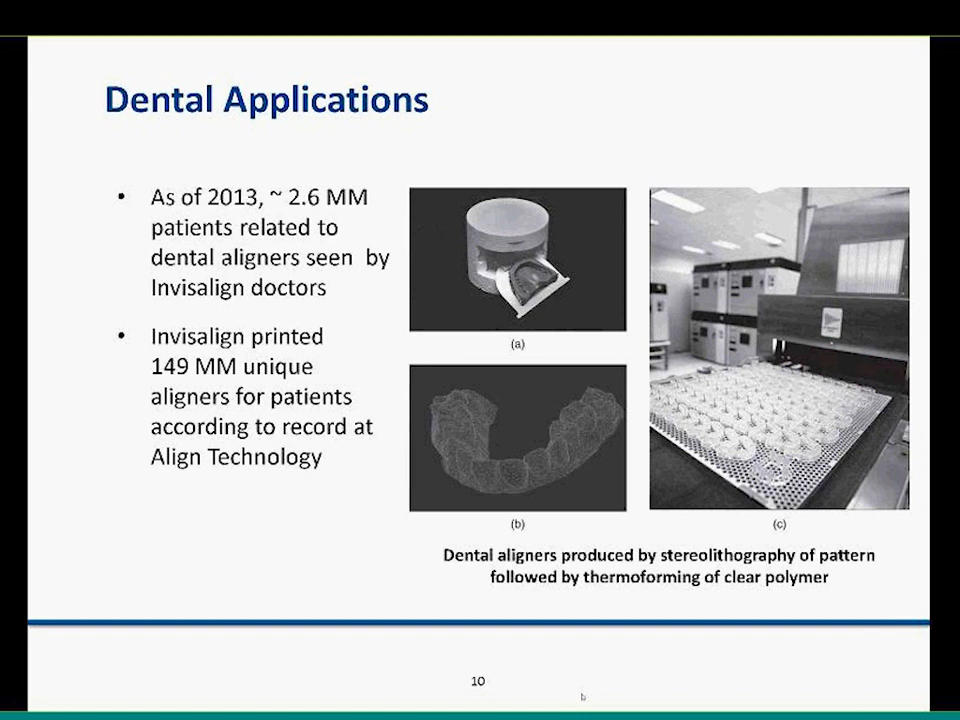 Dental Applications
• As of 2013, ~ 2.6 MM
patients related to
dental aligners seen by
Invisalign doctors
• Invisalign printed
149 MM unique
aligners for patients
according to record at
Align Technology
(a)
(b)
(c)
Dental aligners produced by stereolithography of pattern
followed by thermoforming of clear polymer
10